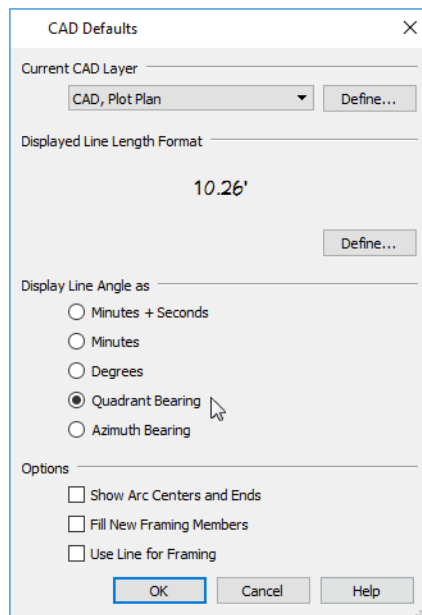 CAD Defaults
Current CAD Layer
CAD, Plot Plan
Define...
Displayed Line Length Format
10.26'
Define...
Display Line Angle as
Minutes + Seconds
Minutes
Degrees
Quadrant Bearing
Azimuth Bearing
Options
Show Arc Centers and Ends
Fill New Framing Members
Use Line for Framing
OK Cancel Help